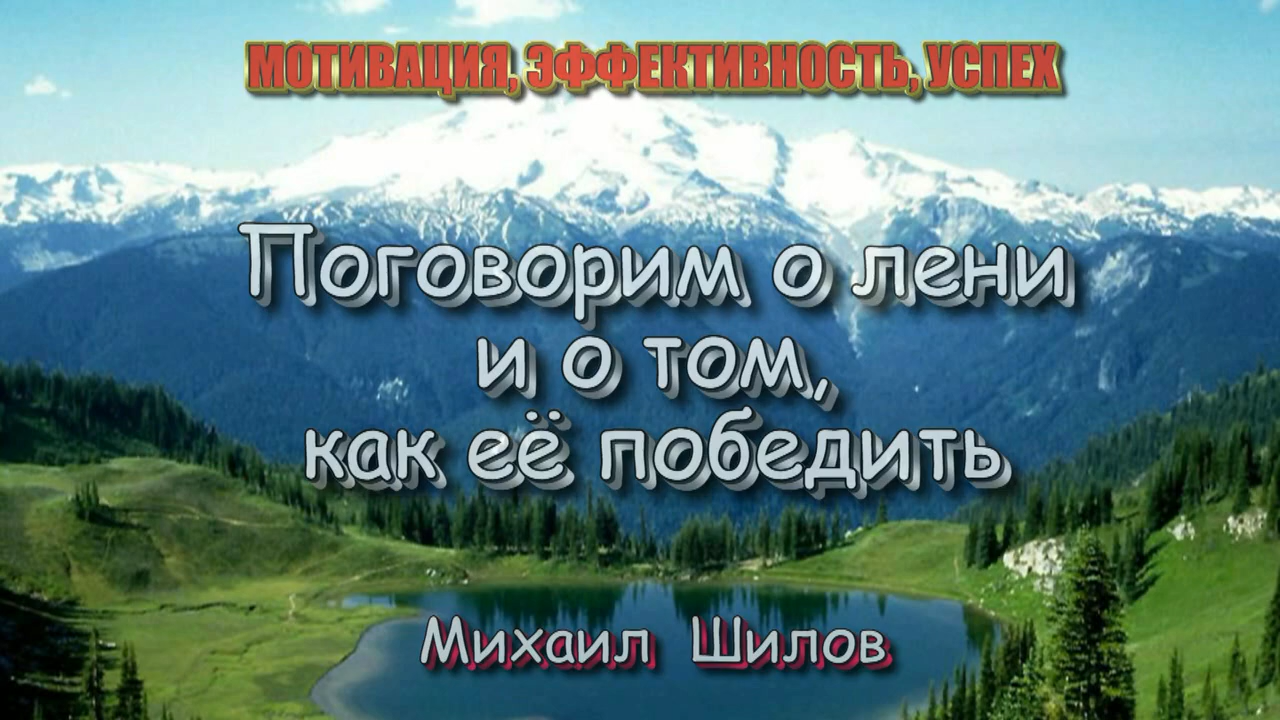 МОТИВАЦИЯ, ЭФФЕКТИВНОСТЬ, УСПЕХ
Поговорим о лени
и о том,
как её победить
Михаил Шилов